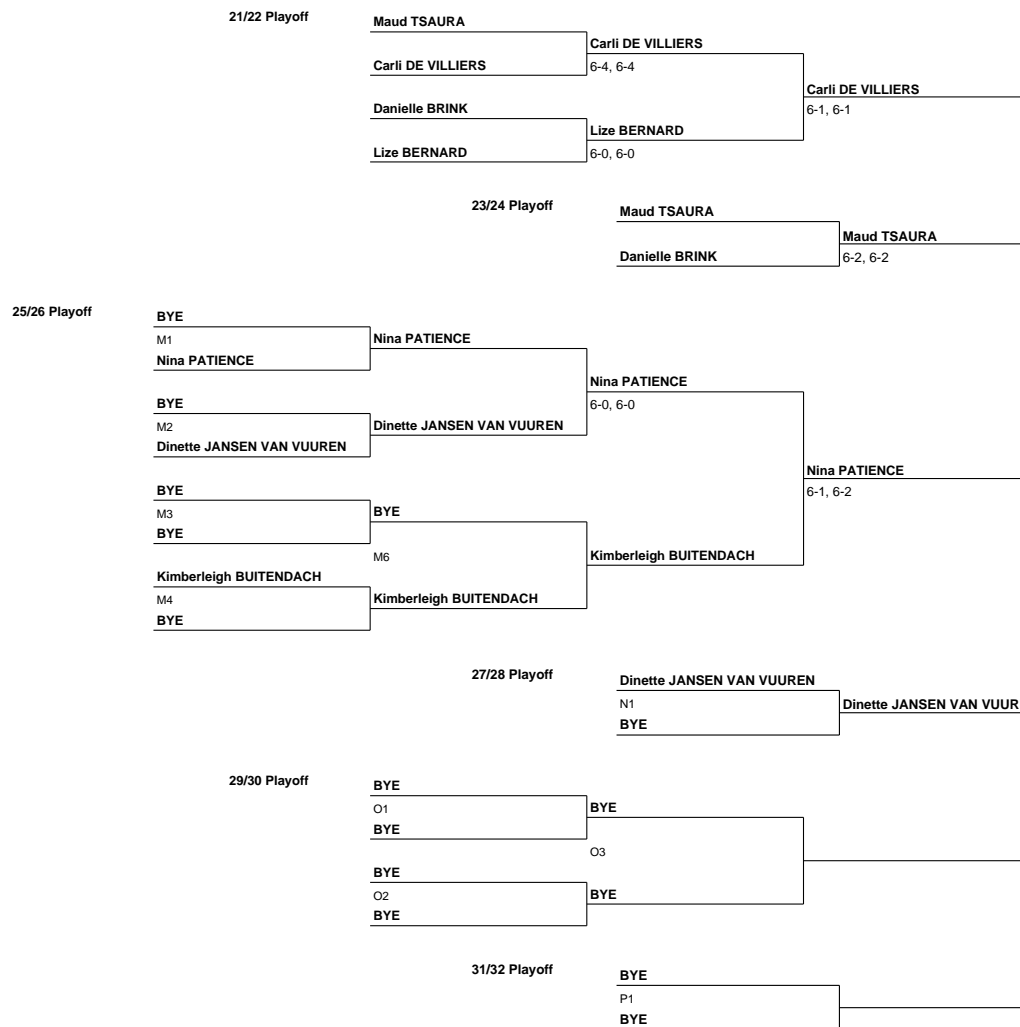 21/22 Playoff
Maud TSAURA
Carli DE VILLIERS
Carli DE VILLIERS
6-4, 6-4
Carli DE VILLIERS
6-1, 6-1
Danielle BRINK
Lize BERNARD
Lize BERNARD
6-0, 6-0
23/24 Playoff
Maud TSAURA
Maud TSAURA
Danielle BRINK
6-2, 6-2
25/26 Playoff
BYE
M1
Nina PATIENCE
Nina PATIENCE
Nina PATIENCE
6-0, 6-0
BYE
M2
Dinette JANSEN VAN VUUREN
Dinette JANSEN VAN VUUREN
Nina PATIENCE
6-1, 6-2
BYE
M3
BYE
BYE
M6
Kimberleigh BUITENDACH
Kimberleigh BUITENDACH
M4
Kimberleigh BUITENDACH
BYE
27/28 Playoff
Dinette JANSEN VAN VUUREN
N1
Dinette JANSEN VAN VUUR
BYE
29/30 Playoff
BYE
O1
BYE
BYE
O3
BYE
O2
BYE
BYE
31/32 Playoff
BYE
P1
BYE